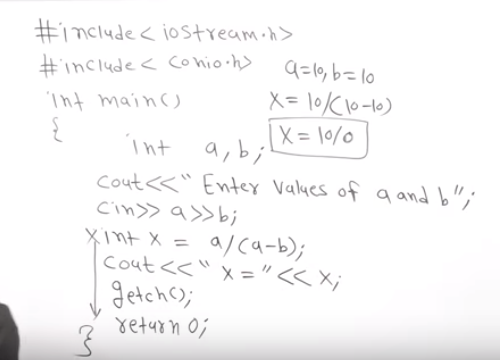 #include< iostream.h>
#include< conio.h>
a=10, b=10
int main()
x= 10/(10-10)
{
x=10/0
int a,b;
cout<<" Enter Values of a and b";
cin>> a>>b;
x int x = a/(a-b);
cout<<" x =" << x;
getch();
return 0;
}